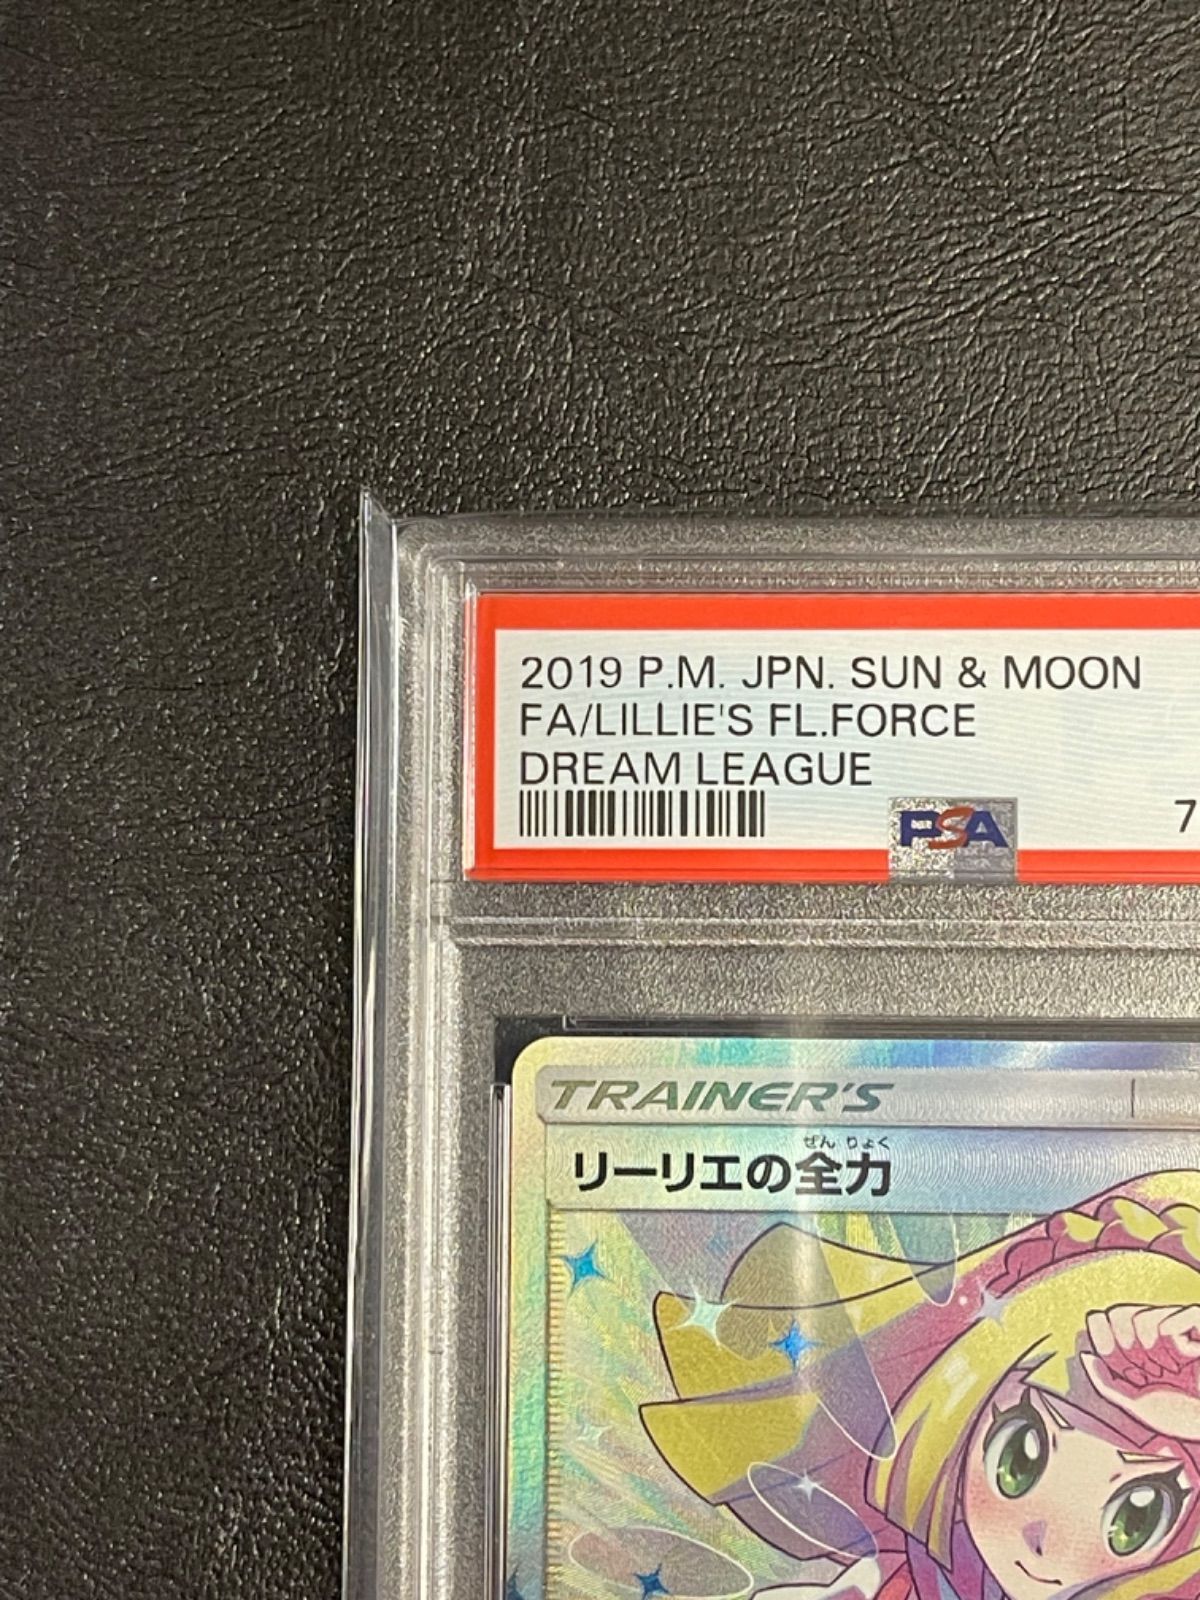 2019 P.M. JPN. SUN & MOON
FA/LILLIE'S FL.FORCE
DREAM LEAGUE
PSA
7
TRAINER'S
ぜんりょく
リーリエの全力